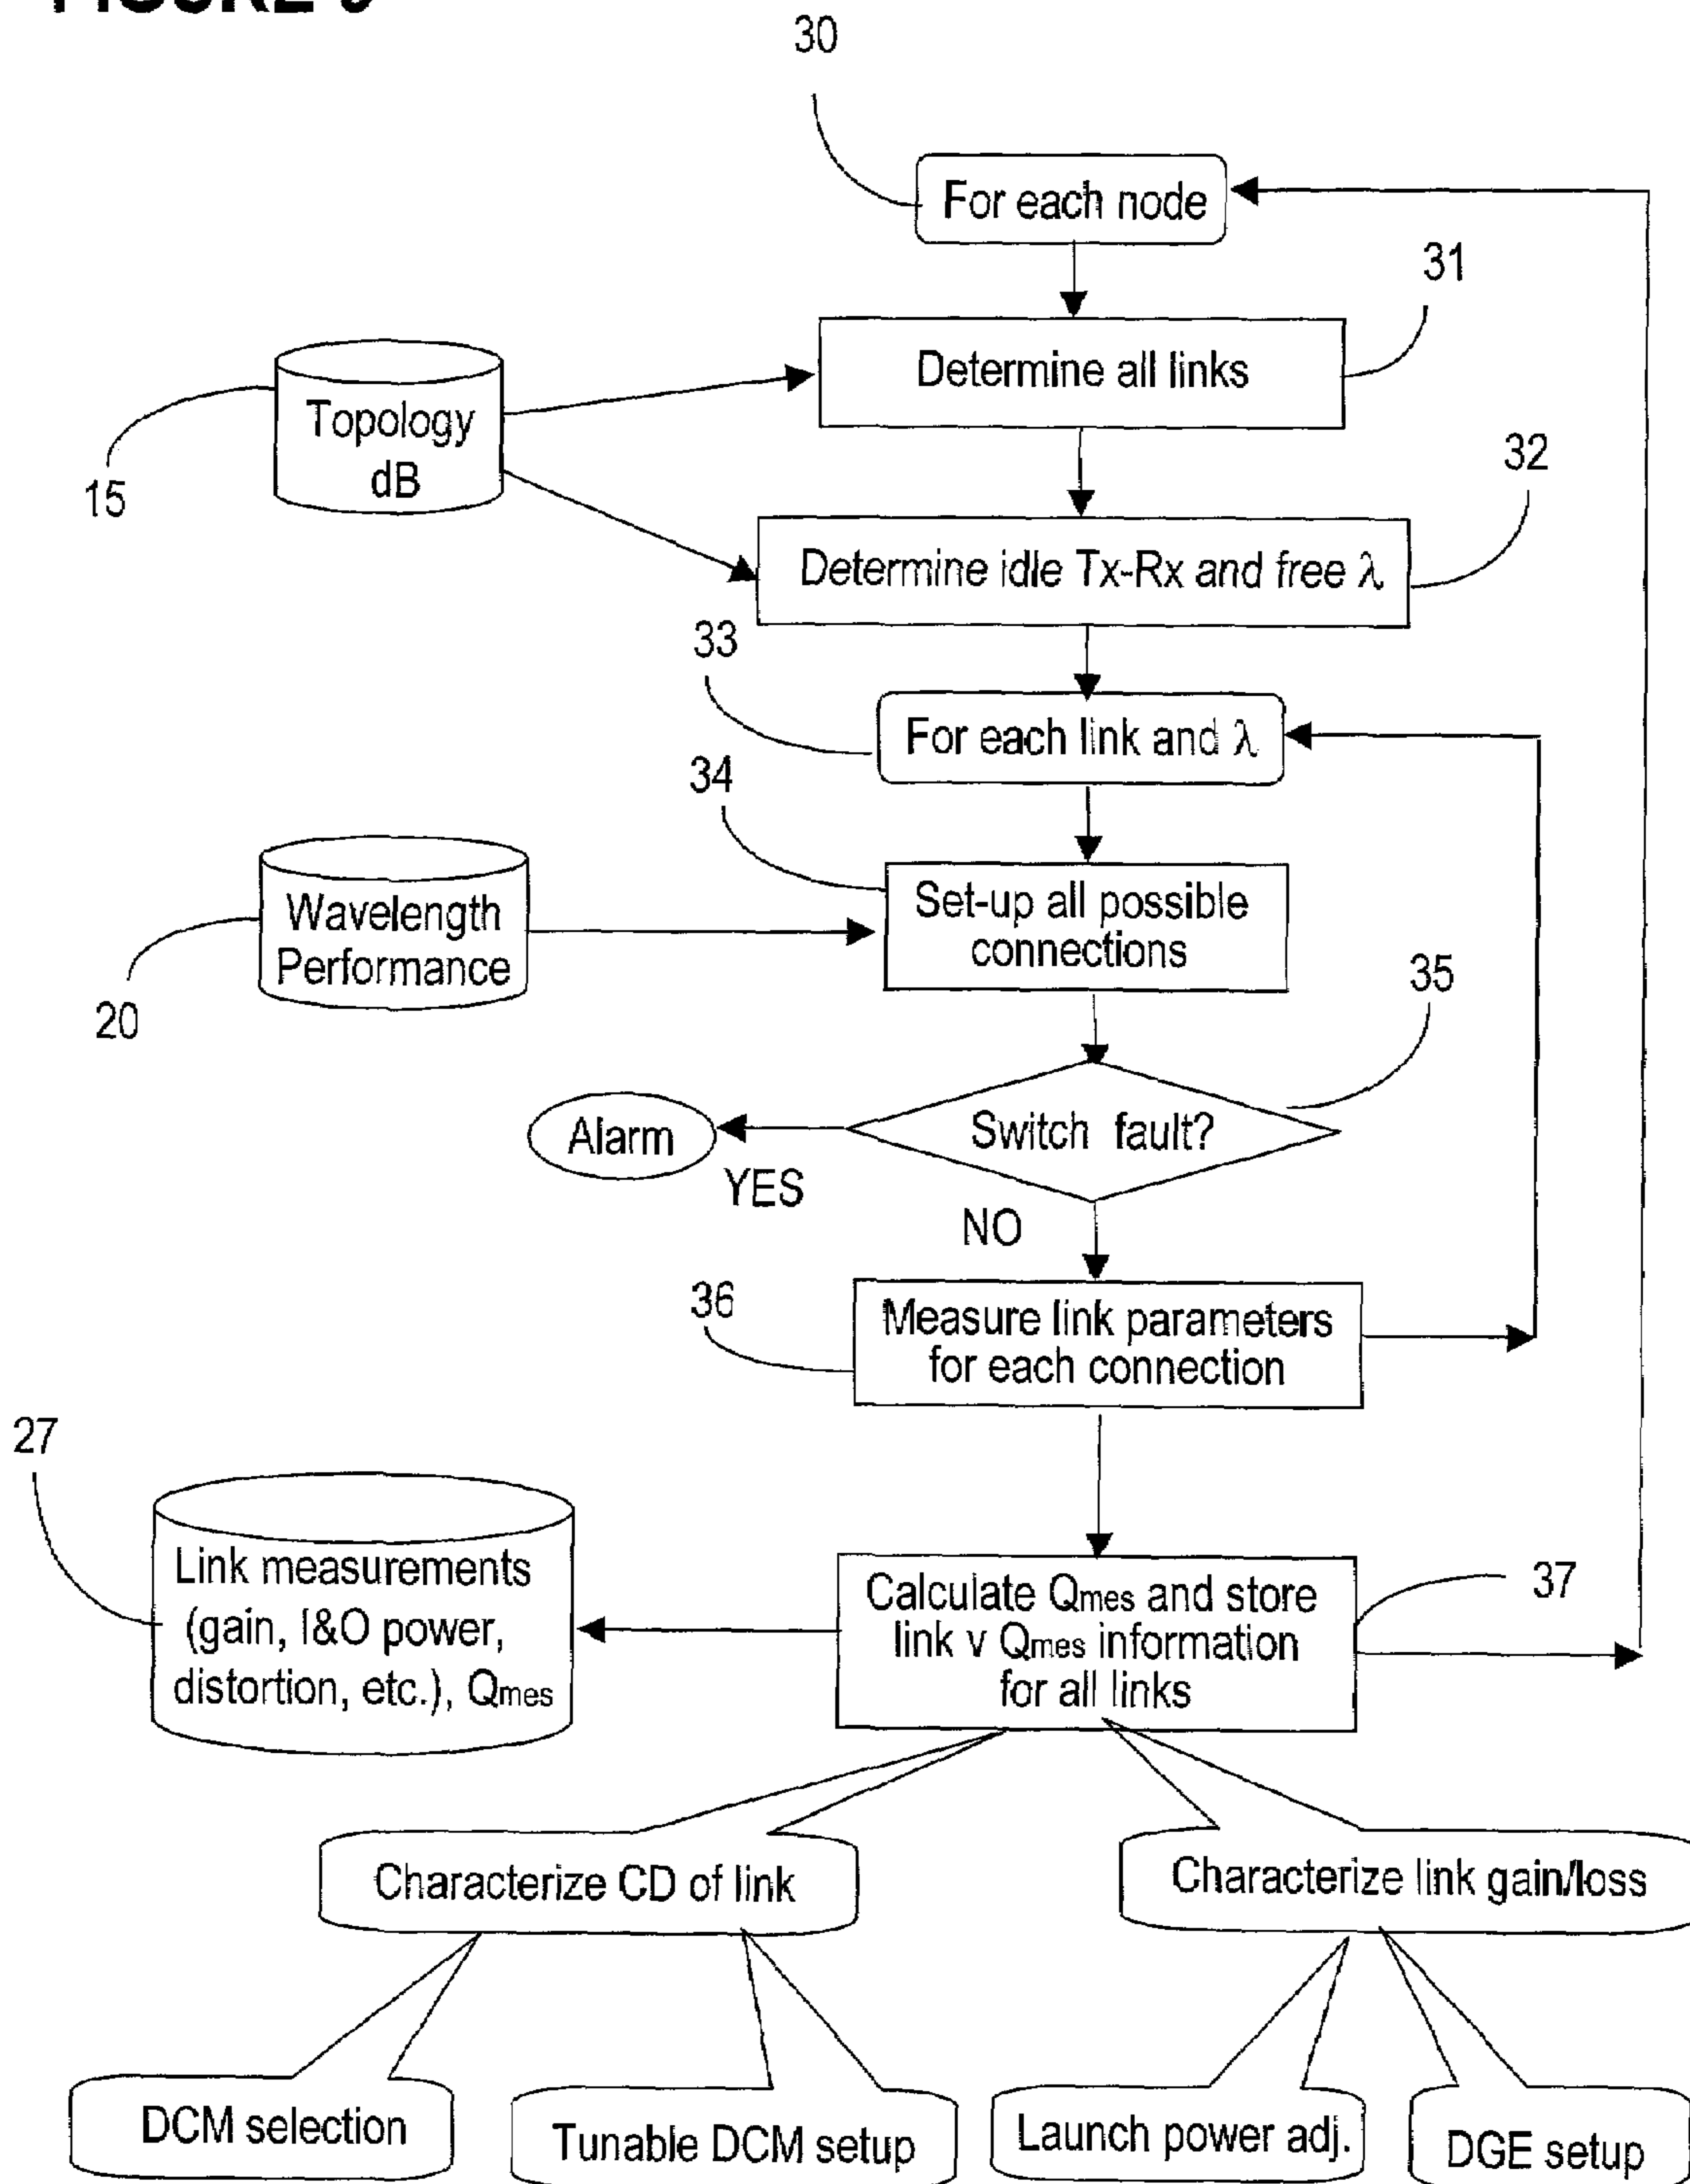 30
For each node
31
Determine all links
Topology
dB
15
32
Determine idle Tx-Rx and free λ
33
For each link and λ
34
Set-up all possible
connections
Wavelength
Performance
20
35
Switch fault?
Alarm
YES
NO
36
Measure link parameters
for each connection
27
Link measurements
(gain, I&O power,
distortion, etc.), Qmes
Calculate Qmes and store
link v Qmes information
for all links
37
Characterize CD of link
Characterize link gain/loss
DCM selection
Tunable DCM setup
Launch power adj.
DGE setup